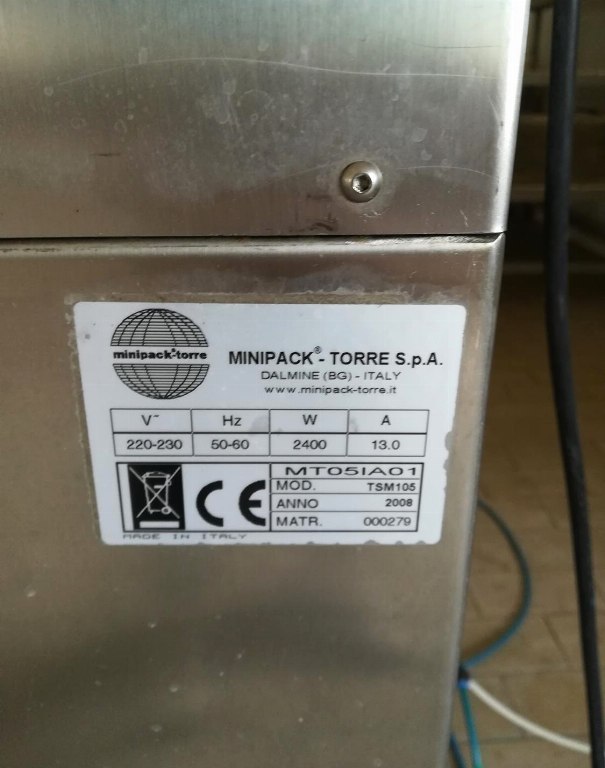 minipack®-torre
MINIPACK®- TORRE S.p.A.
DALMINE (BG) - ITALY
www.minipack-torre.it
V~ Hz W A
220-230 50-60 2400 13.0
MT05IA01
CE
MOD. TSM105
ANNO 2008
MATR. 000279
MADE IN ITALY